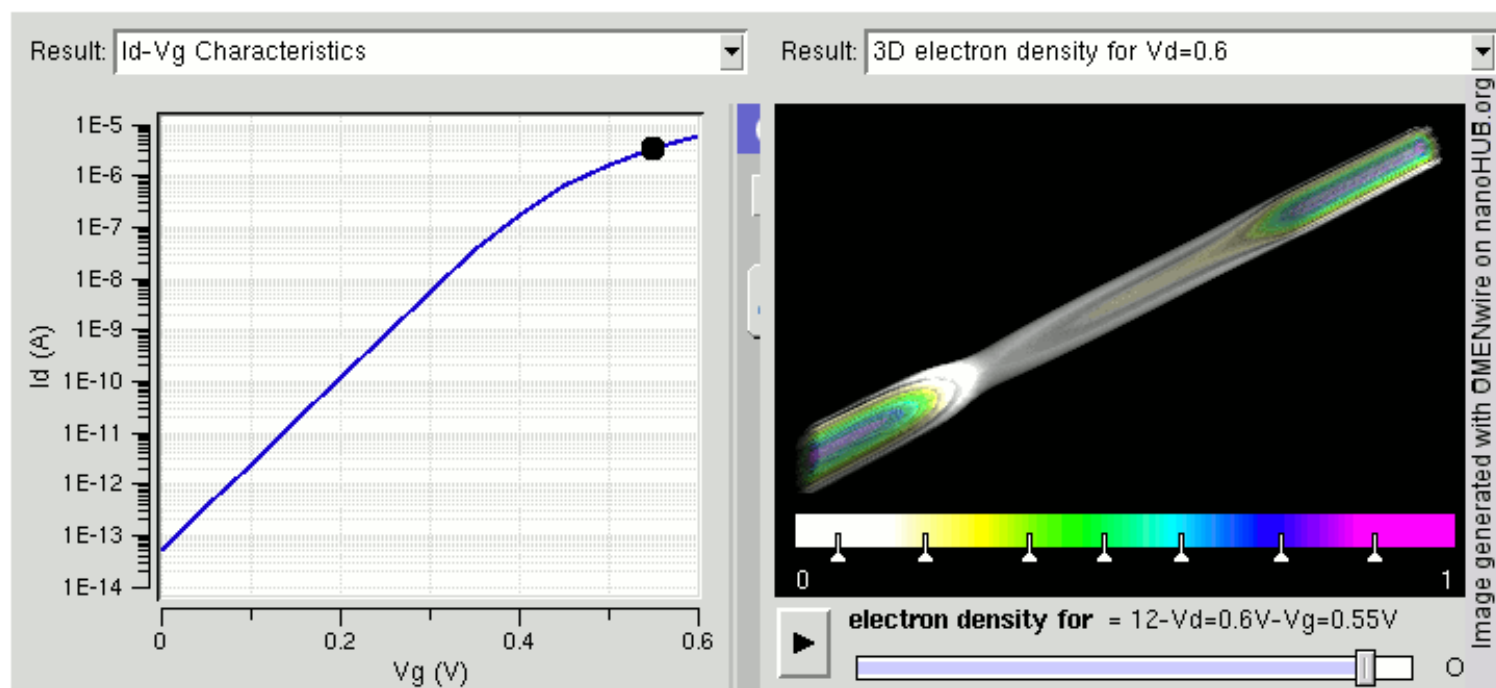 Result: Id-Vg Characteristics
Result: 3D electron density for Vd=0.6
1E-5
1E-6
1E-7
1E-8
1E-9
1E-10
1E-11
1E-12
1E-13
1E-14
Id (A)
0
0.2
0.4
0.6
Vg (V)
0
1
electron density for = 12-Vd=0.6V-Vg=0.55V
Image generated with OMENwire on nanoHUB.org